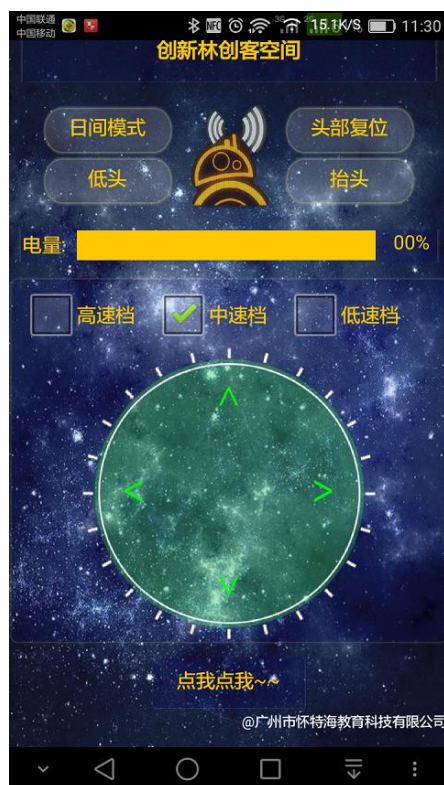 中国联通
中国移动
15.1K/S 11:30
创新林创客空间
日间模式 头部复位
低头 抬头
电量: 00%
高速档 中速档 低速档
点我点我~~
@广州市怀特海教育科技有限公司